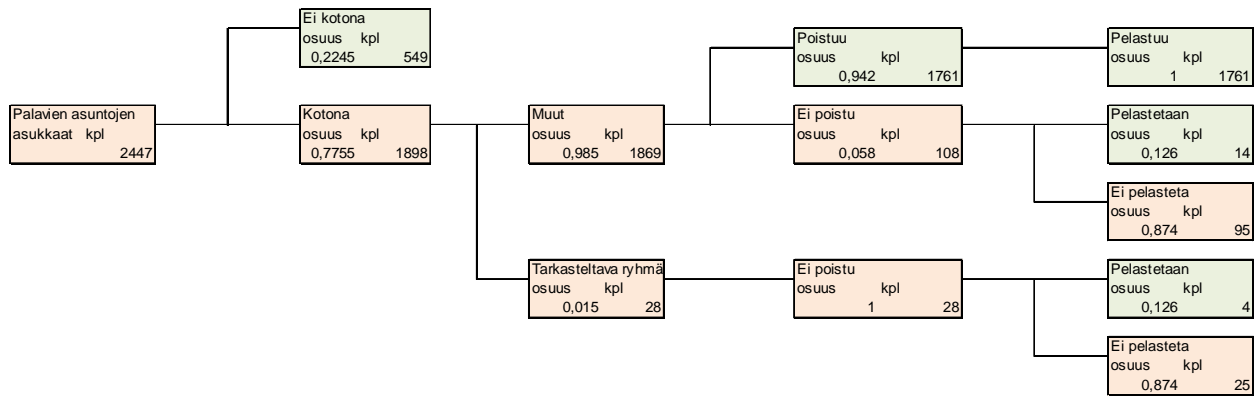 Ei kotona
osuus kpl
0,2245 549
Poistuu
osuus kpl
0,942 1761
Pelastuu
osuus kpl
1 1761
Palavien asuntojen
asukkaat kpl
2447
Kotona
osuus kpl
0,7755 1898
Muut
osuus kpl
0,985 1869
Ei poistu
osuus kpl
0,058 108
Pelastetaan
osuus kpl
0,126 14
Ei pelasteta
osuus kpl
0,874 95
Tarkasteltava ryhmä
osuus kpl
0,015 28
Ei poistu
osuus kpl
1 28
Pelastetaan
osuus kpl
0,126 4
Ei pelasteta
osuus kpl
0,874 25